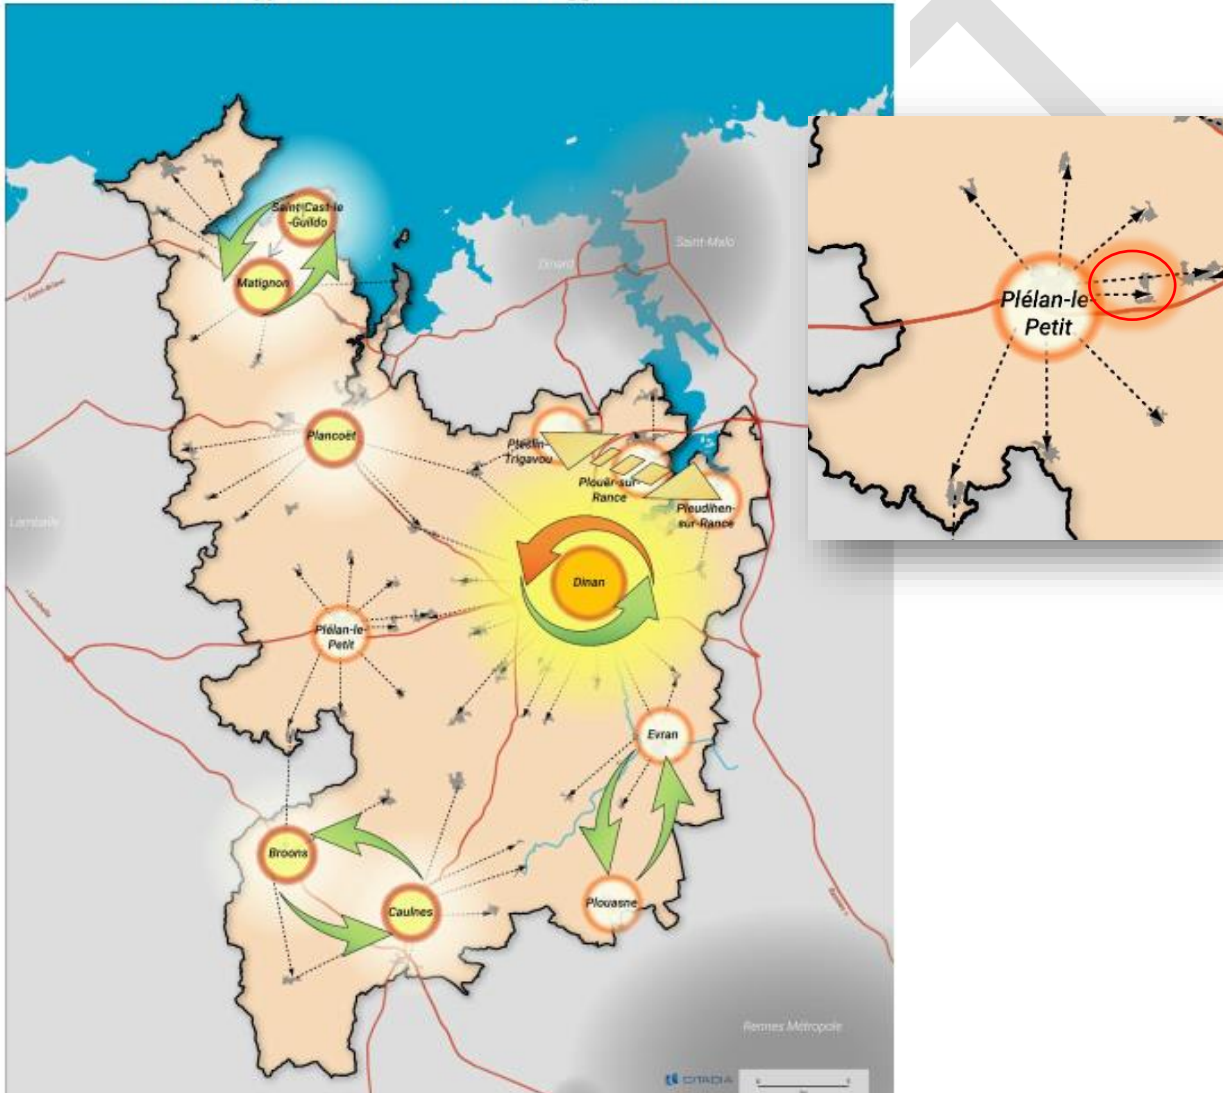 Saint-Cast-le
-Guildo
Matignon
Saint-Malo
Dinard
Plancoët
Pleslin-
Trigavou
Plouër-sur-
Rance
Pleudihen-
sur-Rance
Lamballe
Dinan
Plélan-le-
Petit
Evran
Broons
Caulnes
Plouasne
Rennes Métropole
CITADIA
Plélan-le-
Petit